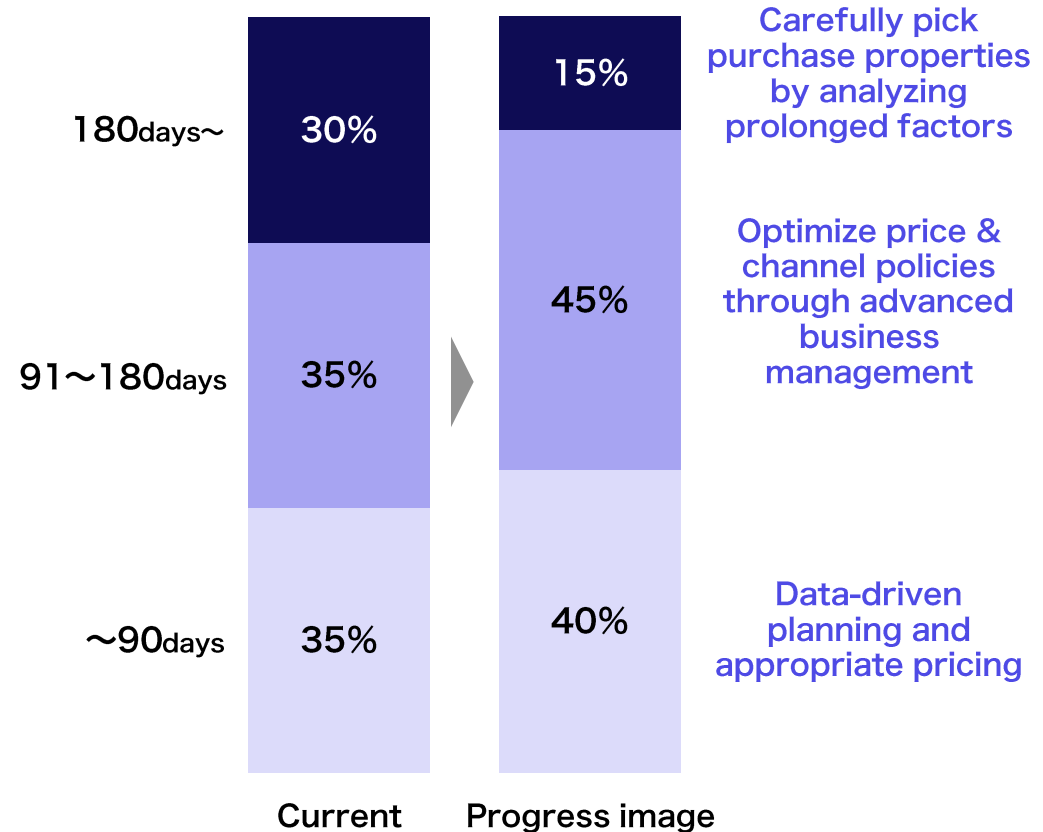 Carefully pick
purchase properties
by analyzing
prolonged factors
180days～
30%
15%
Optimize price &
channel policies
through advanced
business
management
91～180days
35%
45%
～90days
35%
40%
Data-driven
planning and
appropriate pricing
Current
Progress image